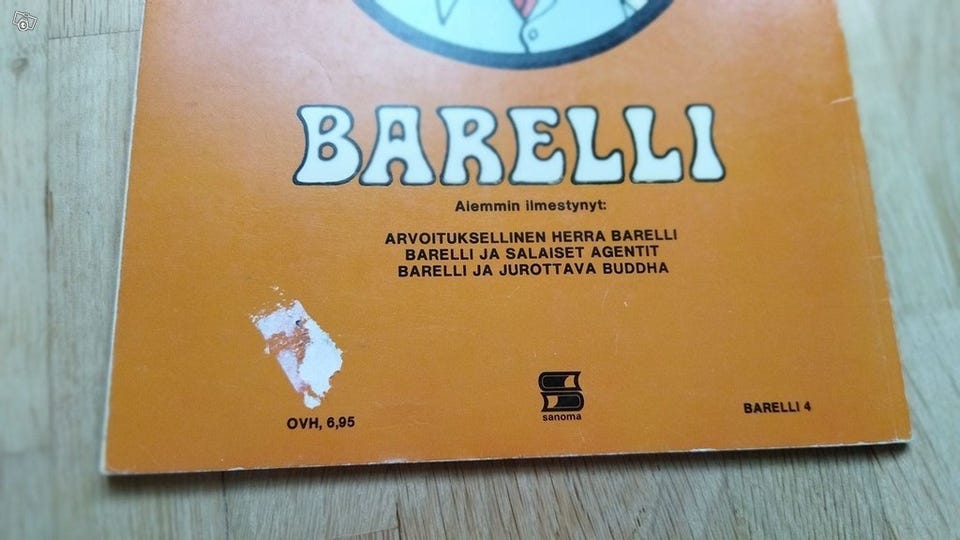 BARELLI
Aiemmin ilmestynyt:
ARVOITUKSELLINEN HERRA BARELLI
BARELLI JA SALAISET AGENTIT
BARELLI JA JUROTTAVA BUDDHA
OVH, 6,95
sanoma
BARELLI 4